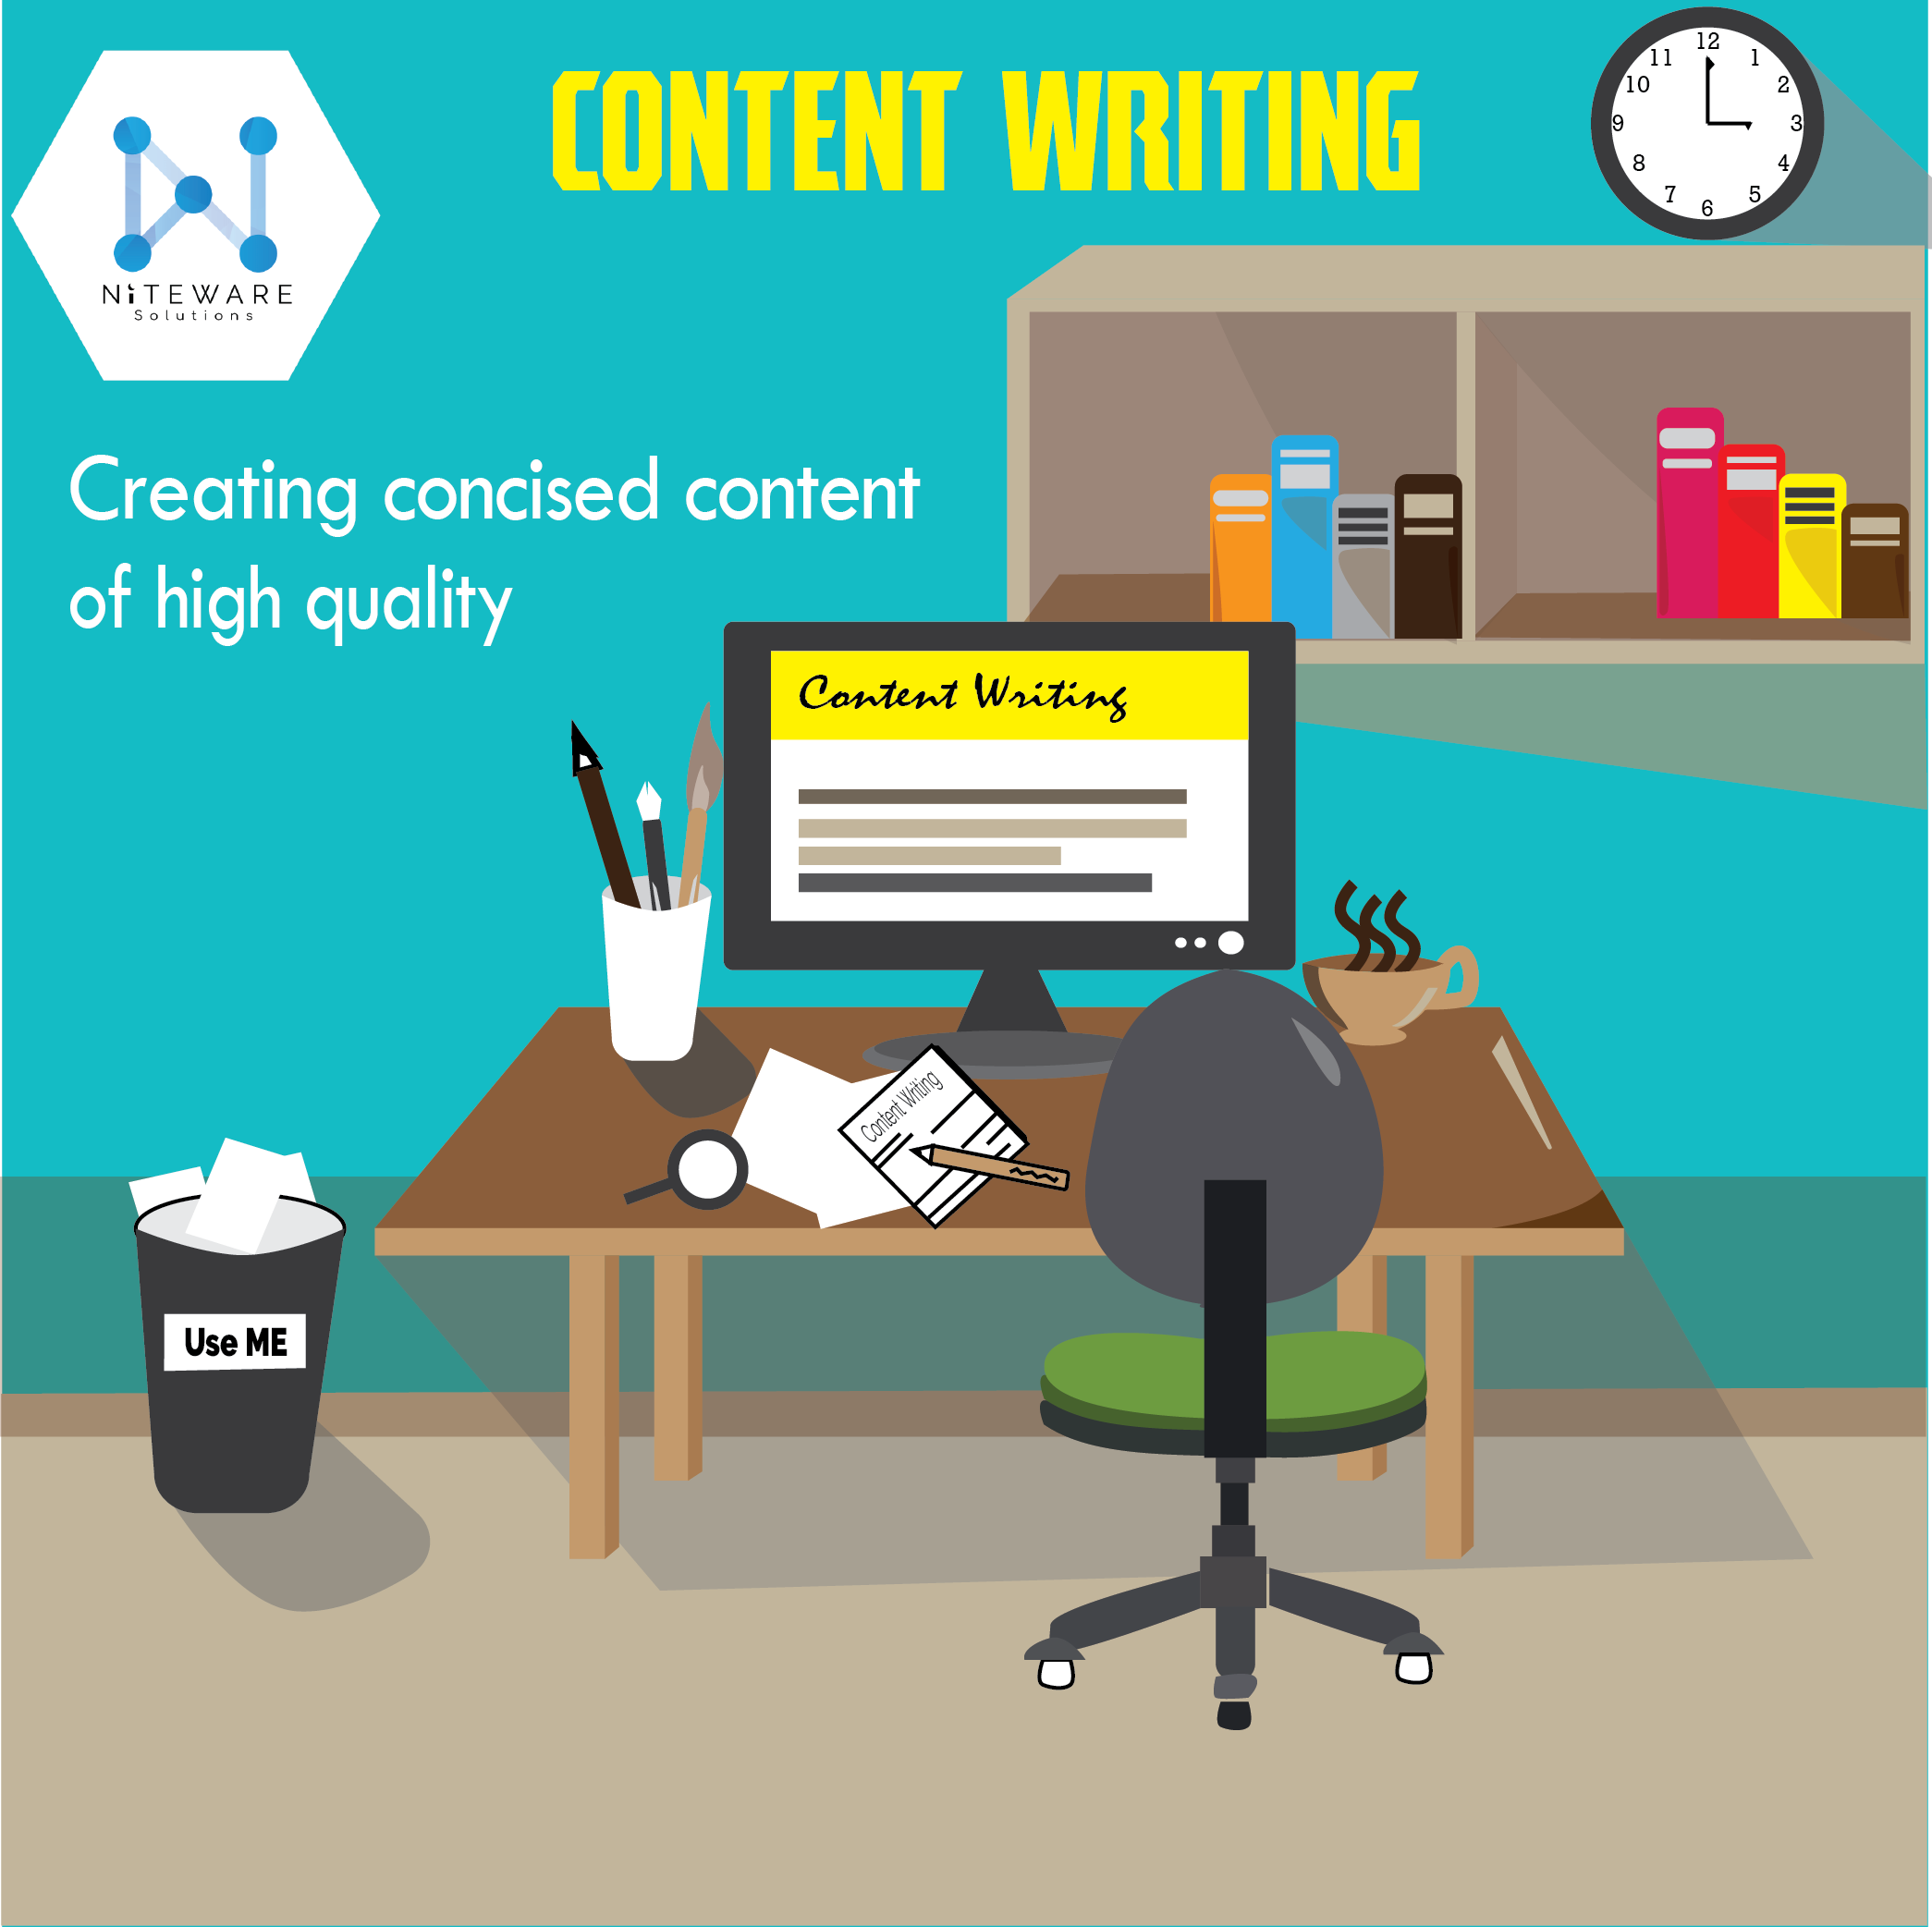 CONTENT WRITING
NiTEWARE
Solutions
12
1
2
3
4
5
6
7
8
9
10
11
Creating concised content
of high quality
Content Writing
Content Writing
Use ME